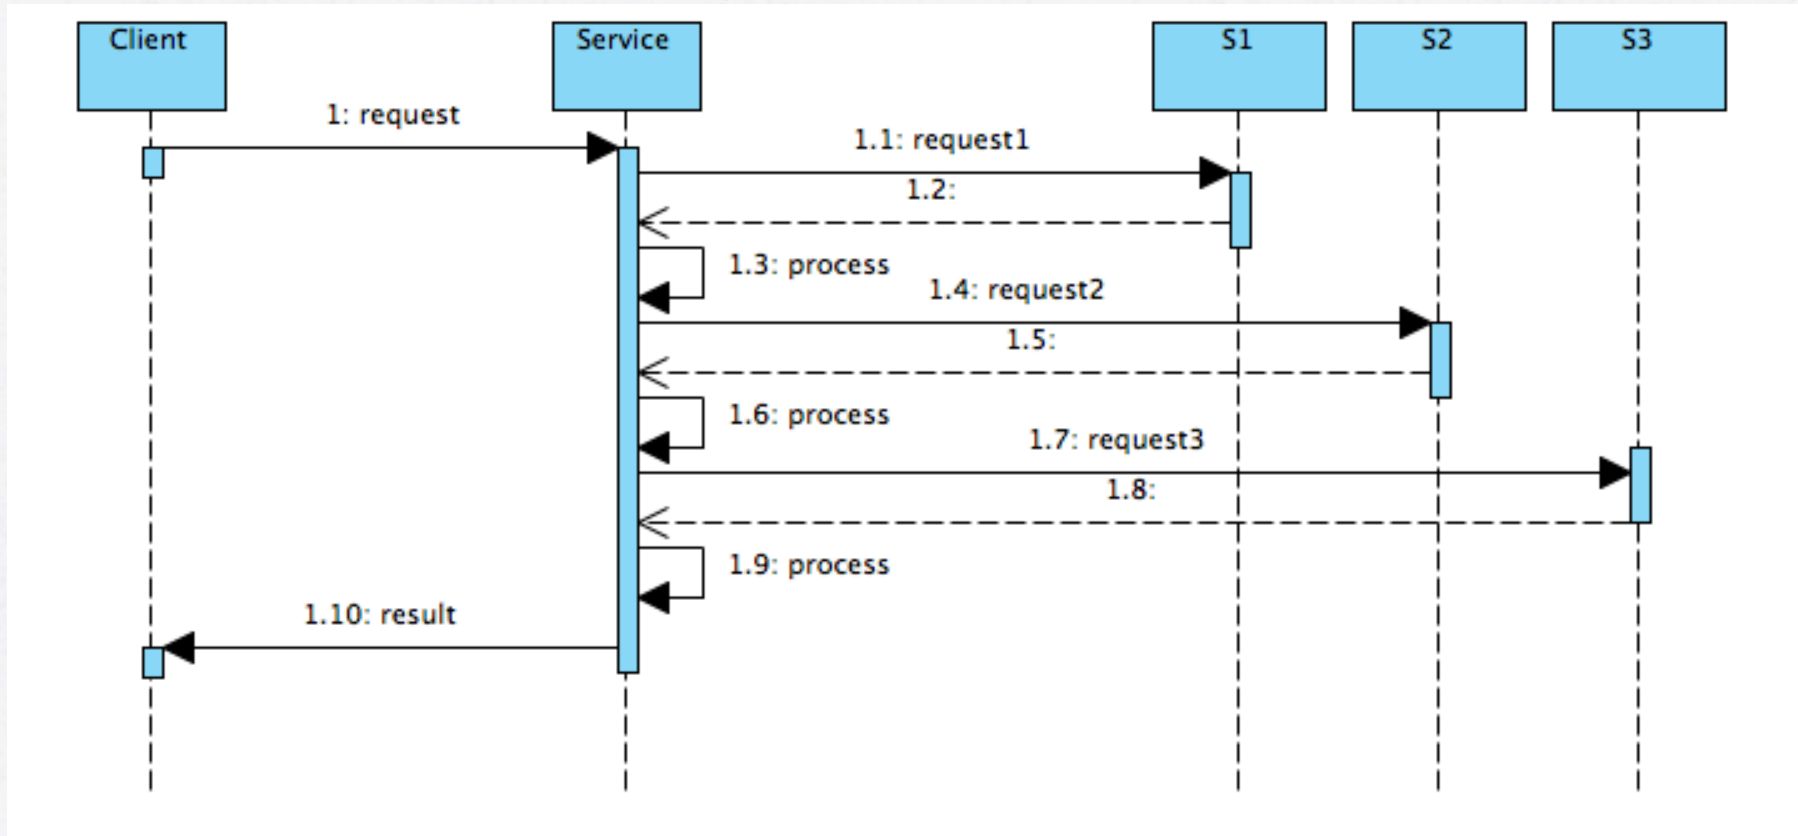 Client
Service
S1
S2
S3
1: request
1.1: request1
1.2:
1.3: process
1.4: request2
1.5:
1.6: process
1.7: request3
1.8:
1.9: process
1.10: result